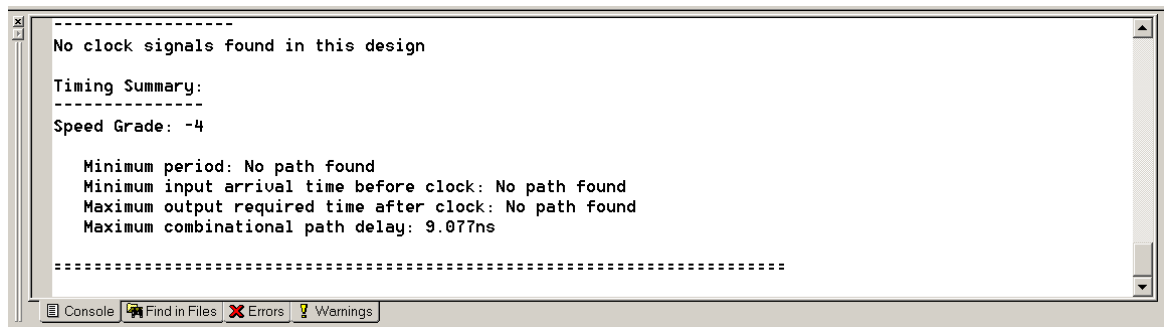 ------------------
No clock signals found in this design
Timing Summary:
---------------
Speed Grade: -4
Minimum period: No path found
Minimum input arrival time before clock: No path found
Maximum output required time after clock: No path found
Maximum combinational path delay: 9.077ns
=========================================================================
Console Find in Files Errors Warnings